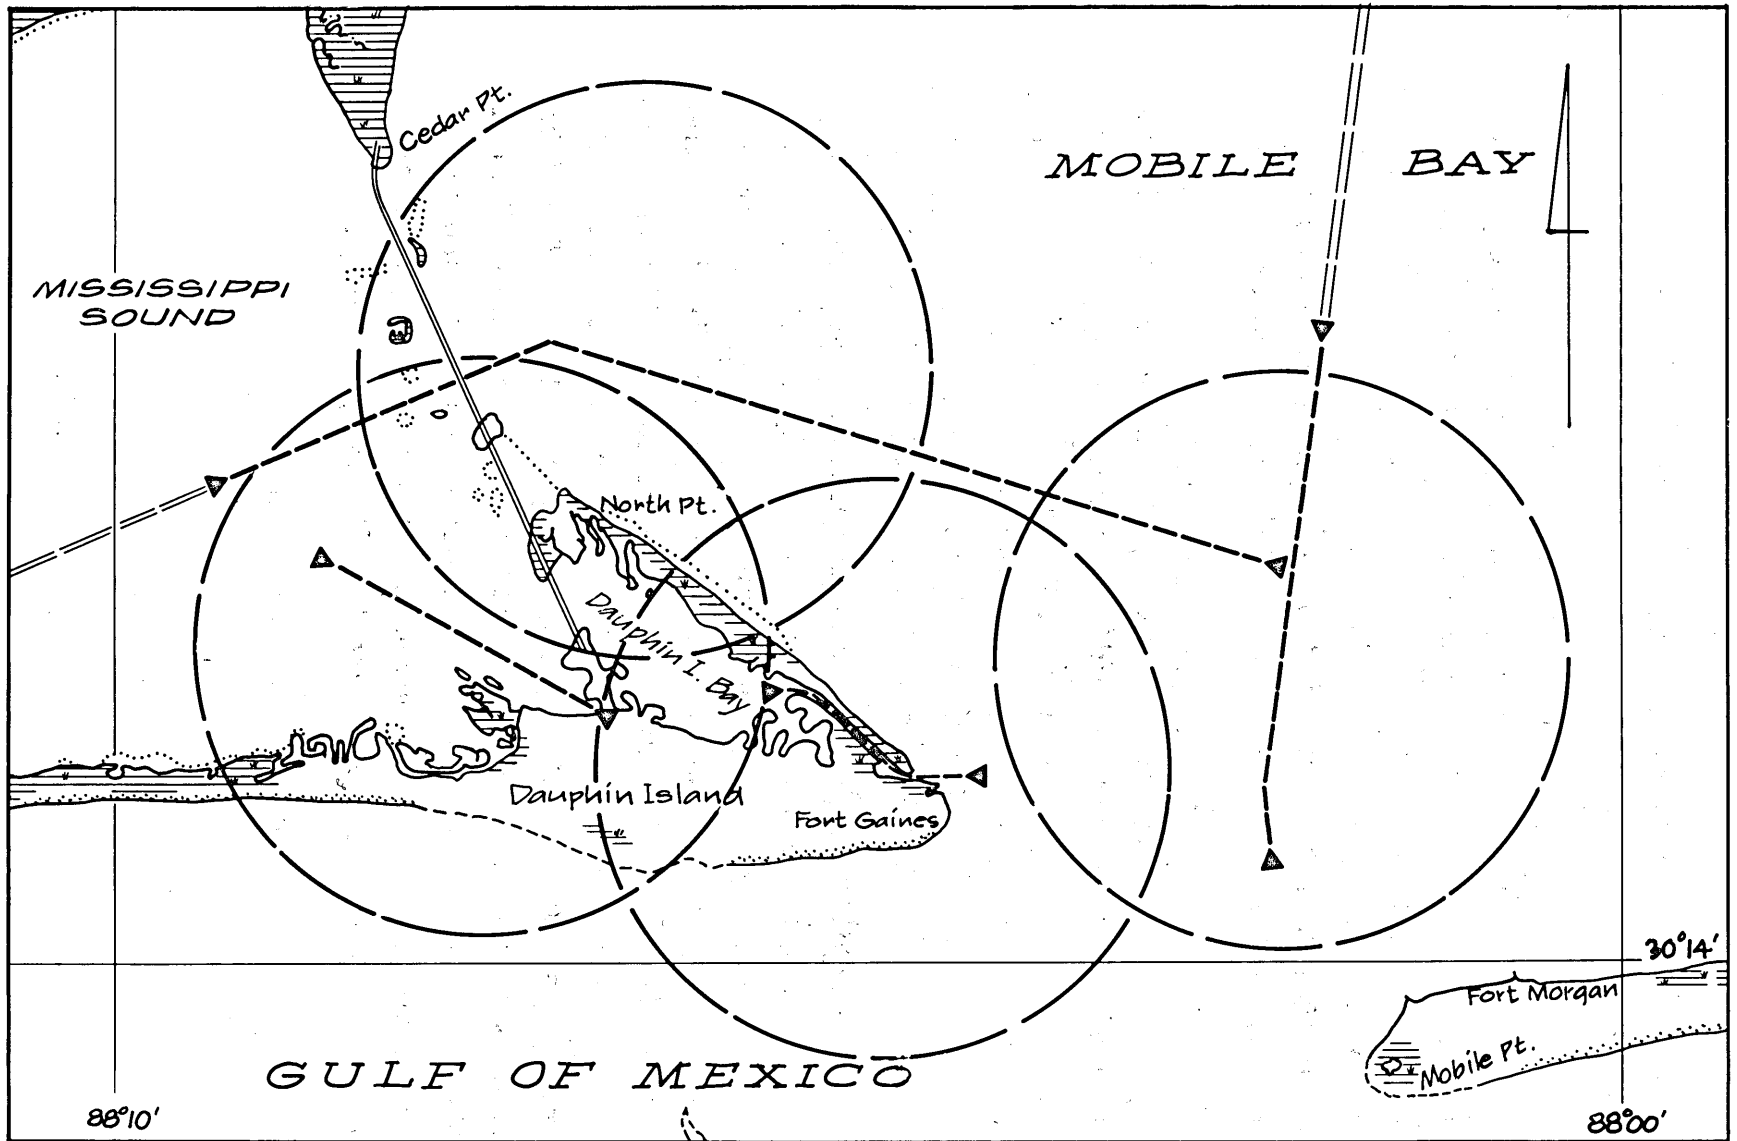 Cedar Pt.
MOBILE BAY
MISSISSIPPI
SOUND
North Pt.
Dauphin I. Bay
Dauphin Island
Fort Gaines
30°14'
Fort Morgan
Mobile Pt.
GULF OF MEXICO
88°10'
88°00'